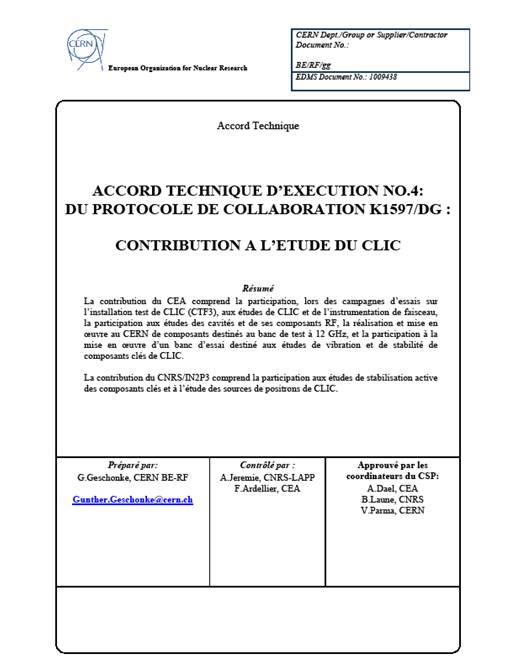 CERN
European Organization for Nuclear Research
CERN Dept./Group or Supplier/Contractor
Document No.:
BE/RF/gg
EDMS Document No.: 1009438
Accord Technique
ACCORD TECHNIQUE D’EXECUTION NO.4:
DU PROTOCOLE DE COLLABORATION K1597/DG :
CONTRIBUTION A L’ETUDE DU CLIC
Résumé
La contribution du CEA comprend la participation, lors des campagnes d’essais sur
l’installation test de CLIC (CTF3), aux études de CLIC et de l’instrumentation de faisceau,
la participation aux études des cavités et de ses composants RF, la réalisation et mise en
œuvre au CERN de composants destinés au banc de test à 12 GHz, et la participation à la
mise en œuvre d’un banc d’essai destiné aux études de vibration et de stabilité de
composants clés de CLIC.
La contribution du CNRS/IN2P3 comprend la participation aux études de stabilisation active
des composants clés et à l’étude des sources de positrons de CLIC.
Préparé par:
G.Geschonke, CERN BE-RF
Gunther.Geschonke@cern.ch
Contrôlé par :
A.Jeremie, CNRS-LAPP
F.Ardellier, CEA
Approuvé par les
coordinateurs du CSP:
A.Dael, CEA
B.Laune, CNRS
V.Parma, CERN